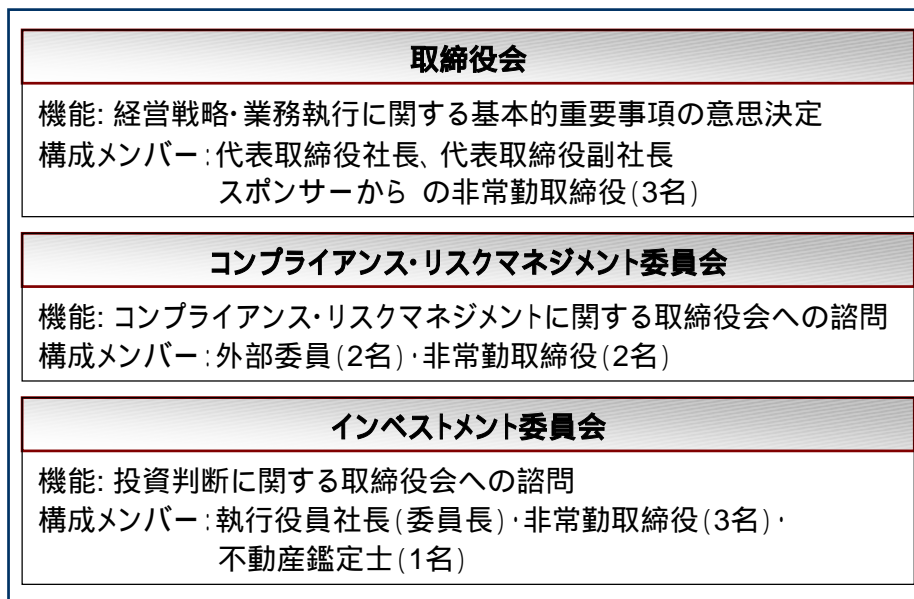 取締役会
機能: 経営戦略・業務執行に関する基本的重要事項の意思決定
構成メンバー:代表取締役社長、代表取締役副社長
スポンサーから の非常勤取締役(3名)
コンプライアンス・リスクマネジメント委員会
機能: コンプライアンス・リスクマネジメントに関する取締役会への諮問
構成メンバー:外部委員(2名)・非常勤取締役(2名)
インベストメント委員会
機能: 投資判断に関する取締役会への諮問
構成メンバー:執行役員社長(委員長)・非常勤取締役(3名)・
不動産鑑定士(1名)